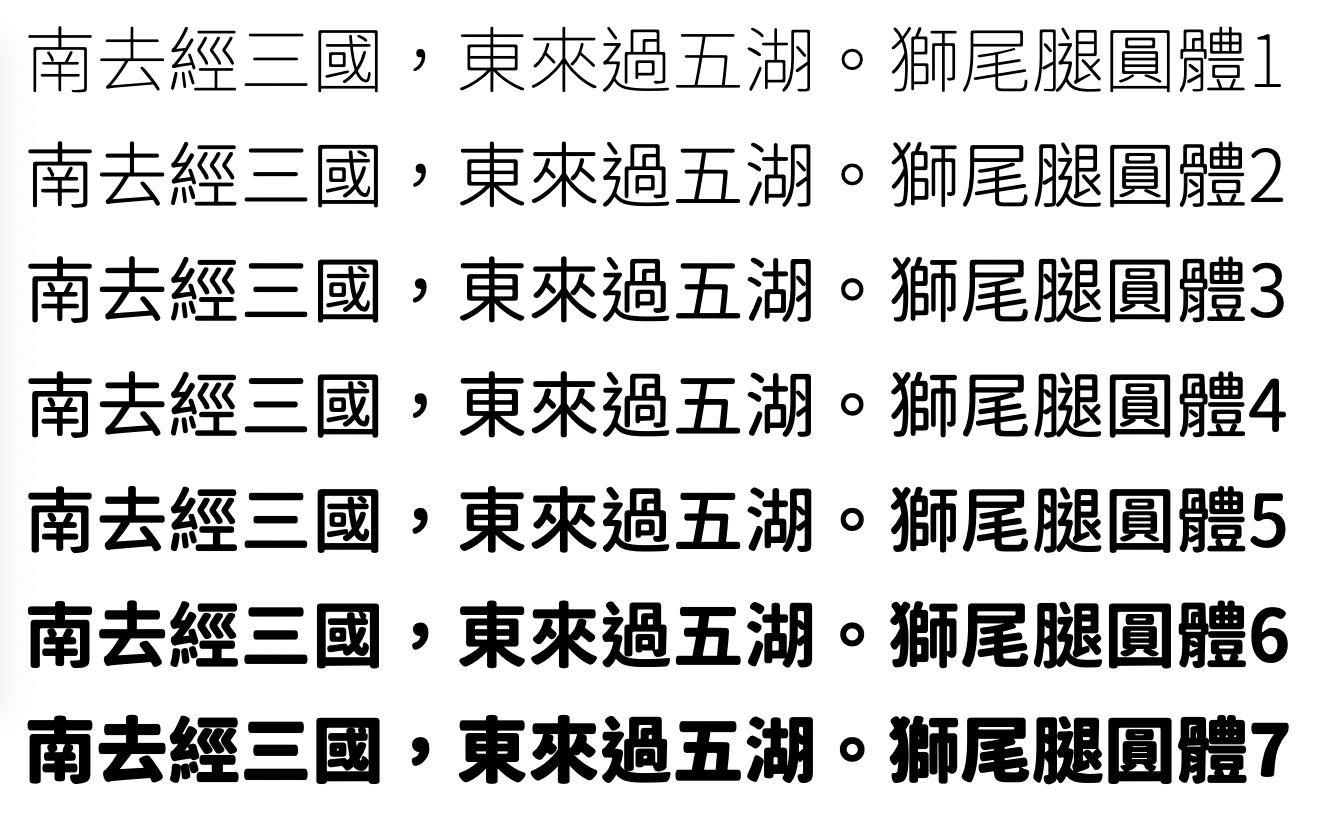 南去經三國，東來過五湖。獅尾腿圓體1
南去經三國，東來過五湖。獅尾腿圓體2
南去經三國，東來過五湖。獅尾腿圓體3
南去經三國，東來過五湖。獅尾腿圓體4
南去經三國，東來過五湖。獅尾腿圓體5
南去經三國，東來過五湖。獅尾腿圓體6
南去經三國，東來過五湖。獅尾腿圓體7